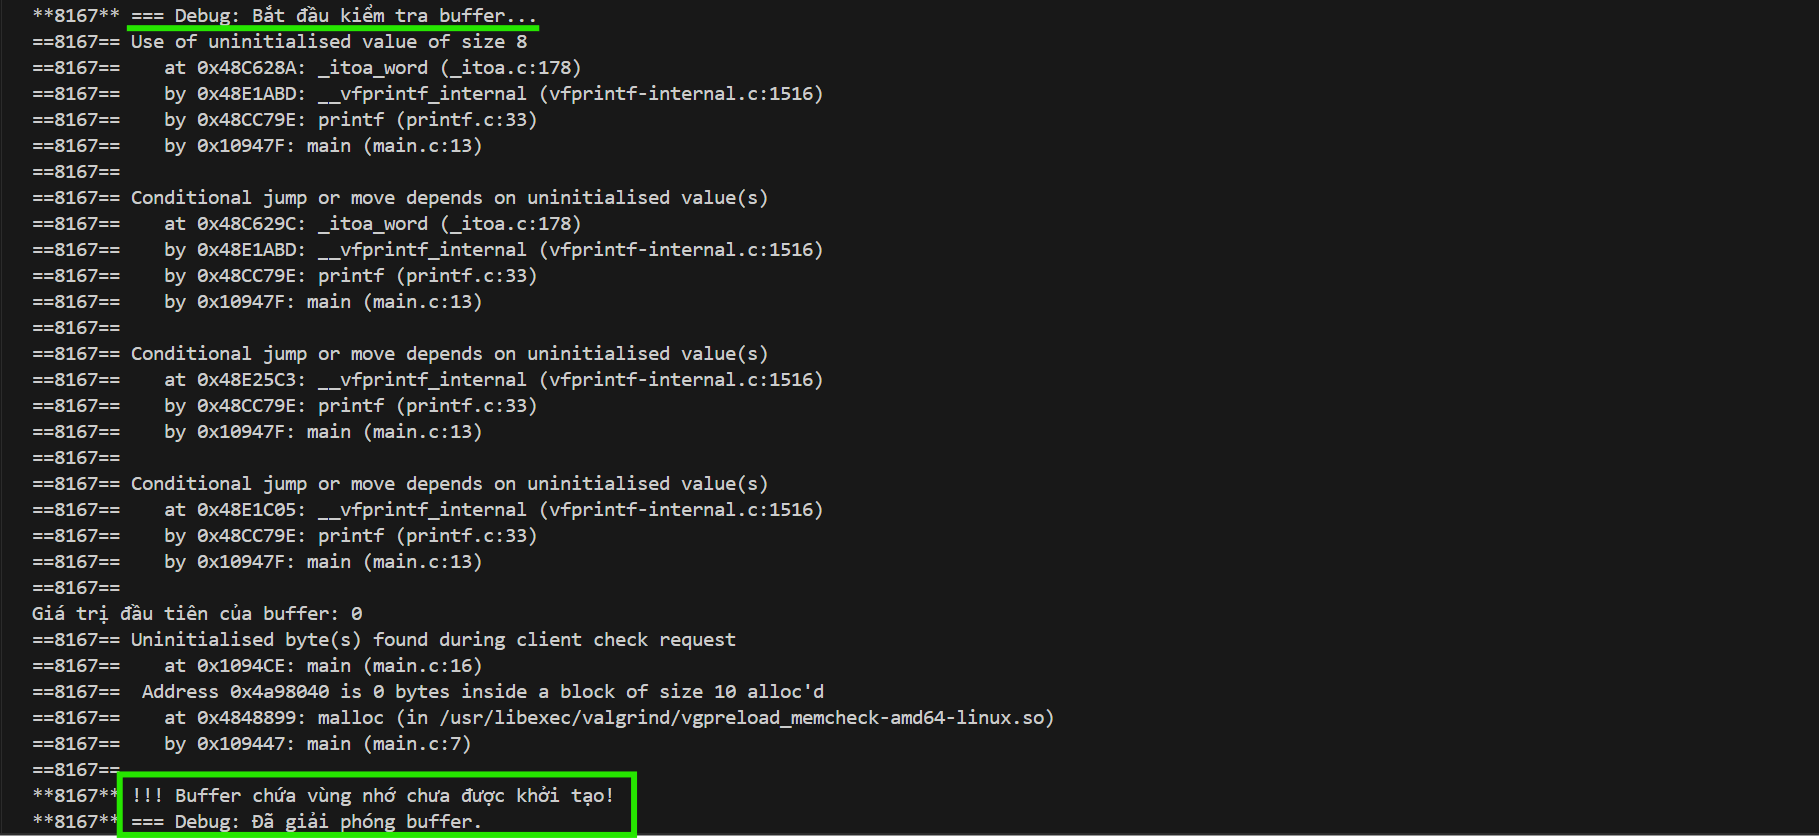 **8167** === Debug: Bắt đầu kiểm tra buffer...
==8167== Use of uninitialised value of size 8
==8167==    at 0x48C628A: _itoa_word (_itoa.c:178)
==8167==    by 0x48E1ABD: __vfprintf_internal (vfprintf-internal.c:1516)
==8167==    by 0x48CC79E: printf (printf.c:33)
==8167==    by 0x10947F: main (main.c:13)
==8167==
==8167== Conditional jump or move depends on uninitialised value(s)
==8167==    at 0x48C629C: _itoa_word (_itoa.c:178)
==8167==    by 0x48E1ABD: __vfprintf_internal (vfprintf-internal.c:1516)
==8167==    by 0x48CC79E: printf (printf.c:33)
==8167==    by 0x10947F: main (main.c:13)
==8167==
==8167== Conditional jump or move depends on uninitialised value(s)
==8167==    at 0x48E25C3: __vfprintf_internal (vfprintf-internal.c:1516)
==8167==    by 0x48CC79E: printf (printf.c:33)
==8167==    by 0x10947F: main (main.c:13)
==8167==
==8167== Conditional jump or move depends on uninitialised value(s)
==8167==    at 0x48E1C05: __vfprintf_internal (vfprintf-internal.c:1516)
==8167==    by 0x48CC79E: printf (printf.c:33)
==8167==    by 0x10947F: main (main.c:13)
==8167==
Giá trị đầu tiên của buffer: 0
==8167== Uninitialised byte(s) found during client check request
==8167==    at 0x1094CE: main (main.c:16)
==8167==  Address 0x4a98040 is 0 bytes inside a block of size 10 alloc'd
==8167==    at 0x4848899: malloc (in /usr/libexec/valgrind/vgpreload_memcheck-amd64-linux.so)
==8167==    by 0x109447: main (main.c:7)
==8167==
**8167** !!! Buffer chứa vùng nhớ chưa được khởi tạo!
**8167** === Debug: Đã giải phóng buffer.